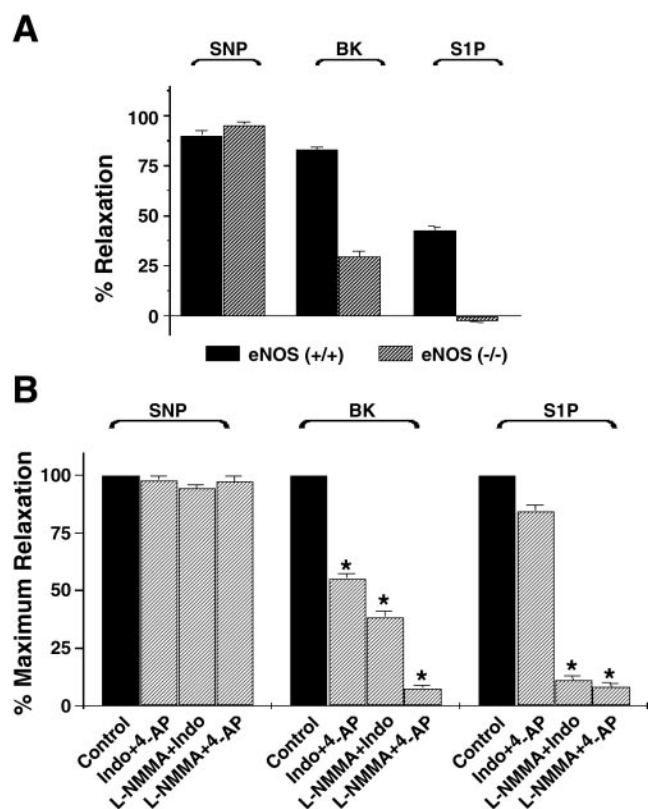 A
SNP BK S1P
% Relaxation
100
75
50
25
0
eNOS (+/+) eNOS (-/-)
B
SNP BK S1P
% Maximum Relaxation
100
75
50
25
0
* * * * *
Control Indo+4-AP L-NMMA+Indo L-NMMA+4-AP Control Indo+4-AP L-NMMA+Indo L-NMMA+4-AP Control Indo+4-AP L-NMMA+Indo L-NMMA+4-AP